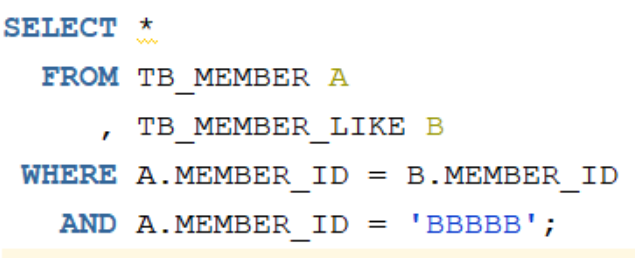 SELECT *
FROM TB_MEMBER A
, TB_MEMBER_LIKE B
WHERE A.MEMBER_ID = B.MEMBER_ID
AND A.MEMBER_ID = 'BBBBB';